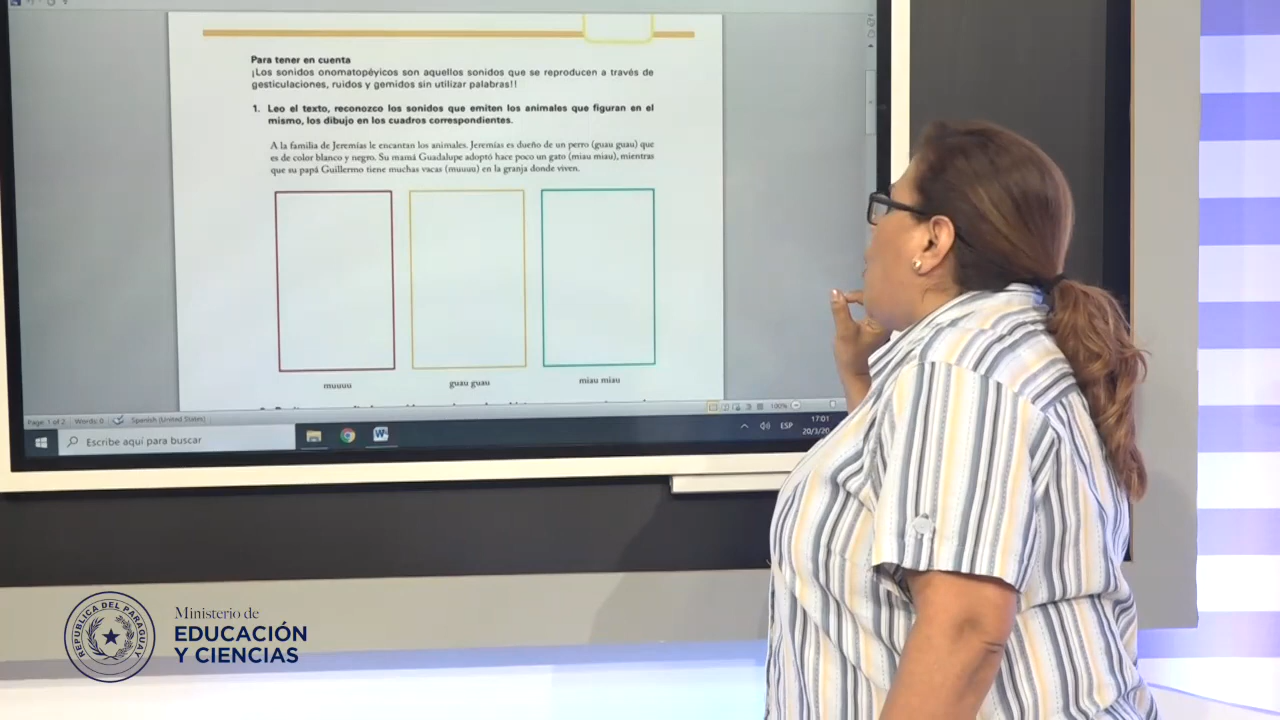 Para tener en cuenta
¡Los sonidos onomatopéyicos son aquellos sonidos que se reproducen a través de
gesticulaciones, ruidos y gemidos sin utilizar palabras!!
1. Leo el texto, reconozco los sonidos que emiten los animales que figuran en el
mismo, los dibujo en los cuadros correspondientes.
A la familia de Jeremías le encantan los animales. Jeremías es dueño de un perro (guau guau) que
es de color blanco y negro. Su mamá Guadalupe adoptó hace poco un gato (miau miau), mientras
que su papá Guillermo tiene muchas vacas (muuuu) en la granja donde viven.
muuuu
guau guau
miau miau
Page: 1 of 2 Words: 0 Spanish (United States)
100%
Escribe aquí para buscar
ESP
17:01
20/3/20
REPUBLICA DEL PARAGUAY
Ministerio de
EDUCACIÓN
Y CIENCIAS